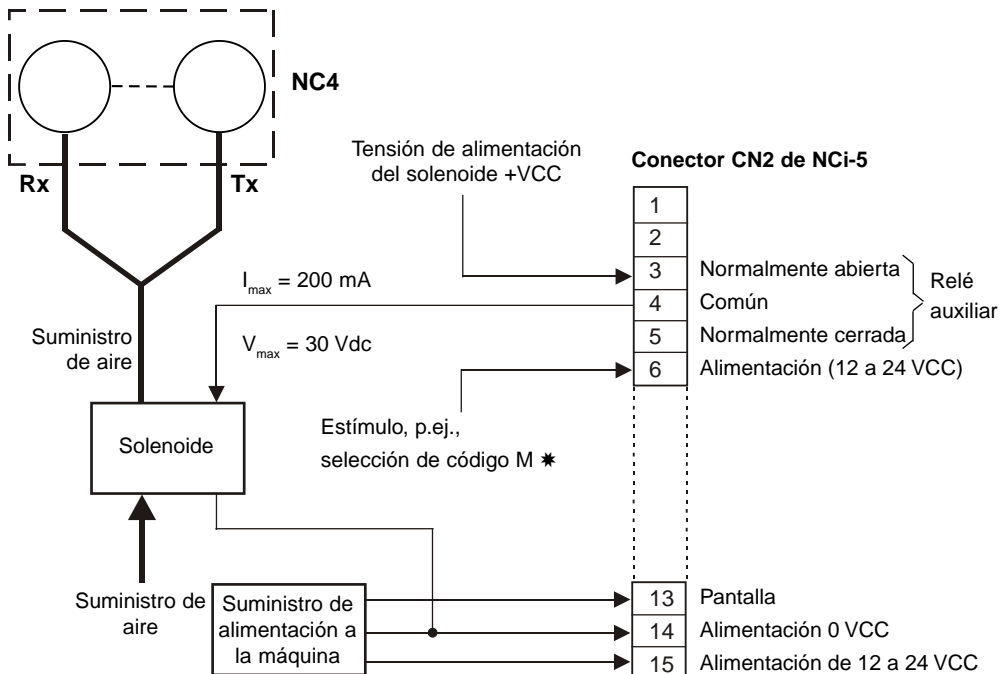 NC4
Rx
Tx
Tensión de alimentación
del solenoide +VCC
Conector CN2 de NCi-5
1
2
3 Normalmente abierta
4 Común
5 Normalmente cerrada
6 Alimentación (12 a 24 VCC)
Relé
auxiliar
Imax = 200 mA
Vmax = 30 Vdc
Suministro
de aire
Solenoide
Estímulo, p.ej.,
selección de código M ✷
Suministro de
aire
Suministro de
alimentación a
la máquina
13 Pantalla
14 Alimentación 0 VCC
15 Alimentación de 12 a 24 VCC